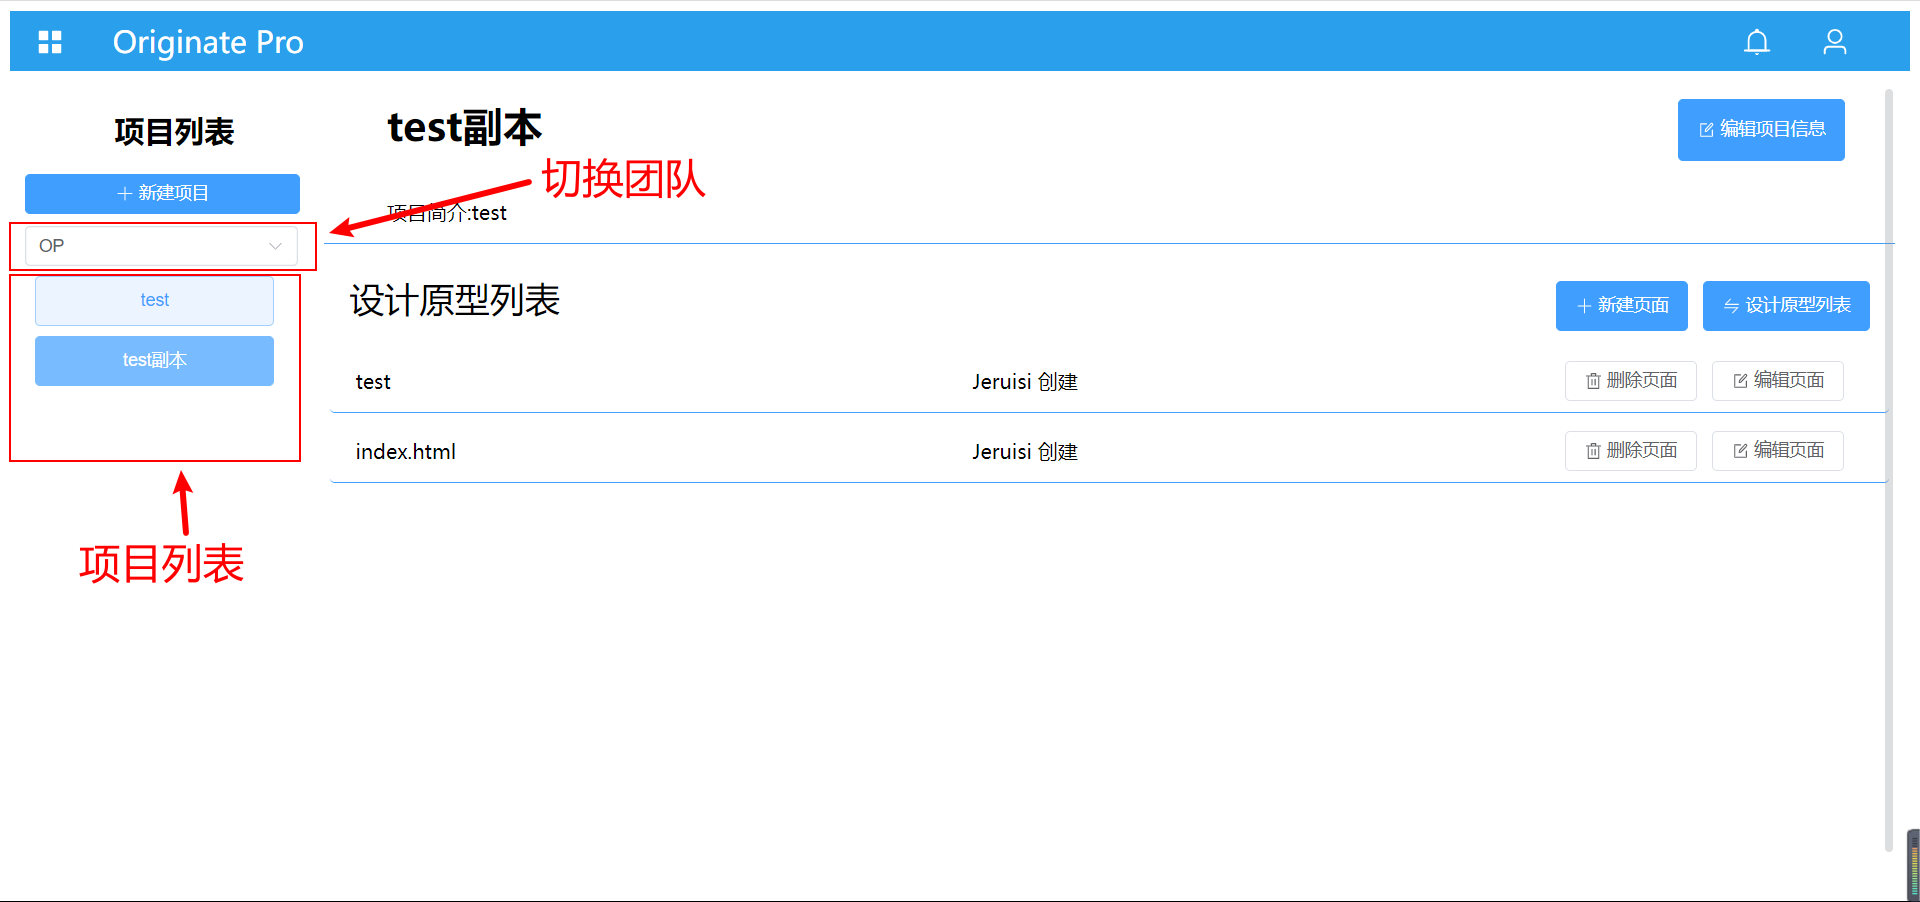 Originate Pro
项目列表
新建项目
OP
test
test副本
项目列表
test副本
编辑项目信息
切换团队
项目简介:test
设计原型列表
新建页面
设计原型列表
test Jeruisi 创建 删除页面 编辑页面
index.html Jeruisi 创建 删除页面 编辑页面